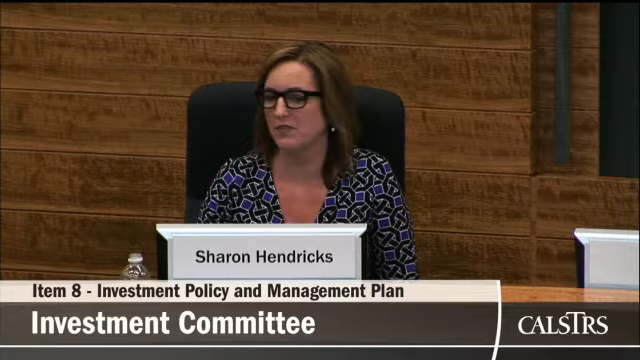 Sharon Hendricks
Item 8 - Investment Policy and Management Plan
Investment Committee
CALSTRS